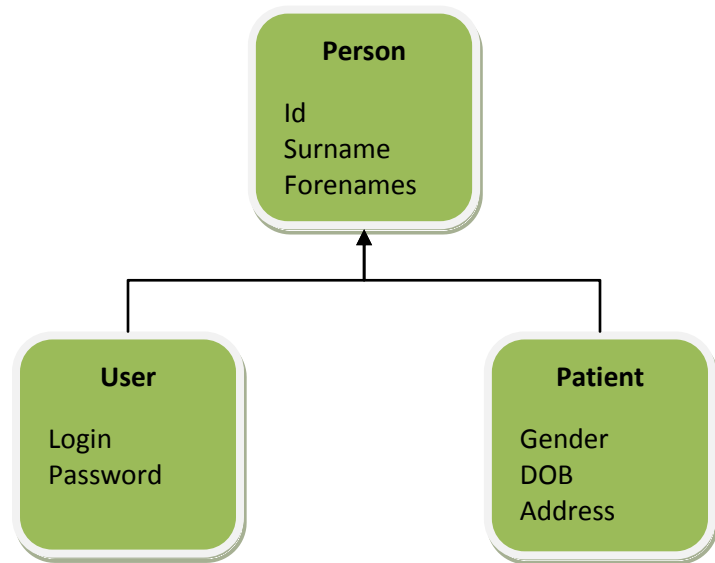 Person
Id
Surname
Forenames
User
Login
Password
Patient
Gender
DOB
Address